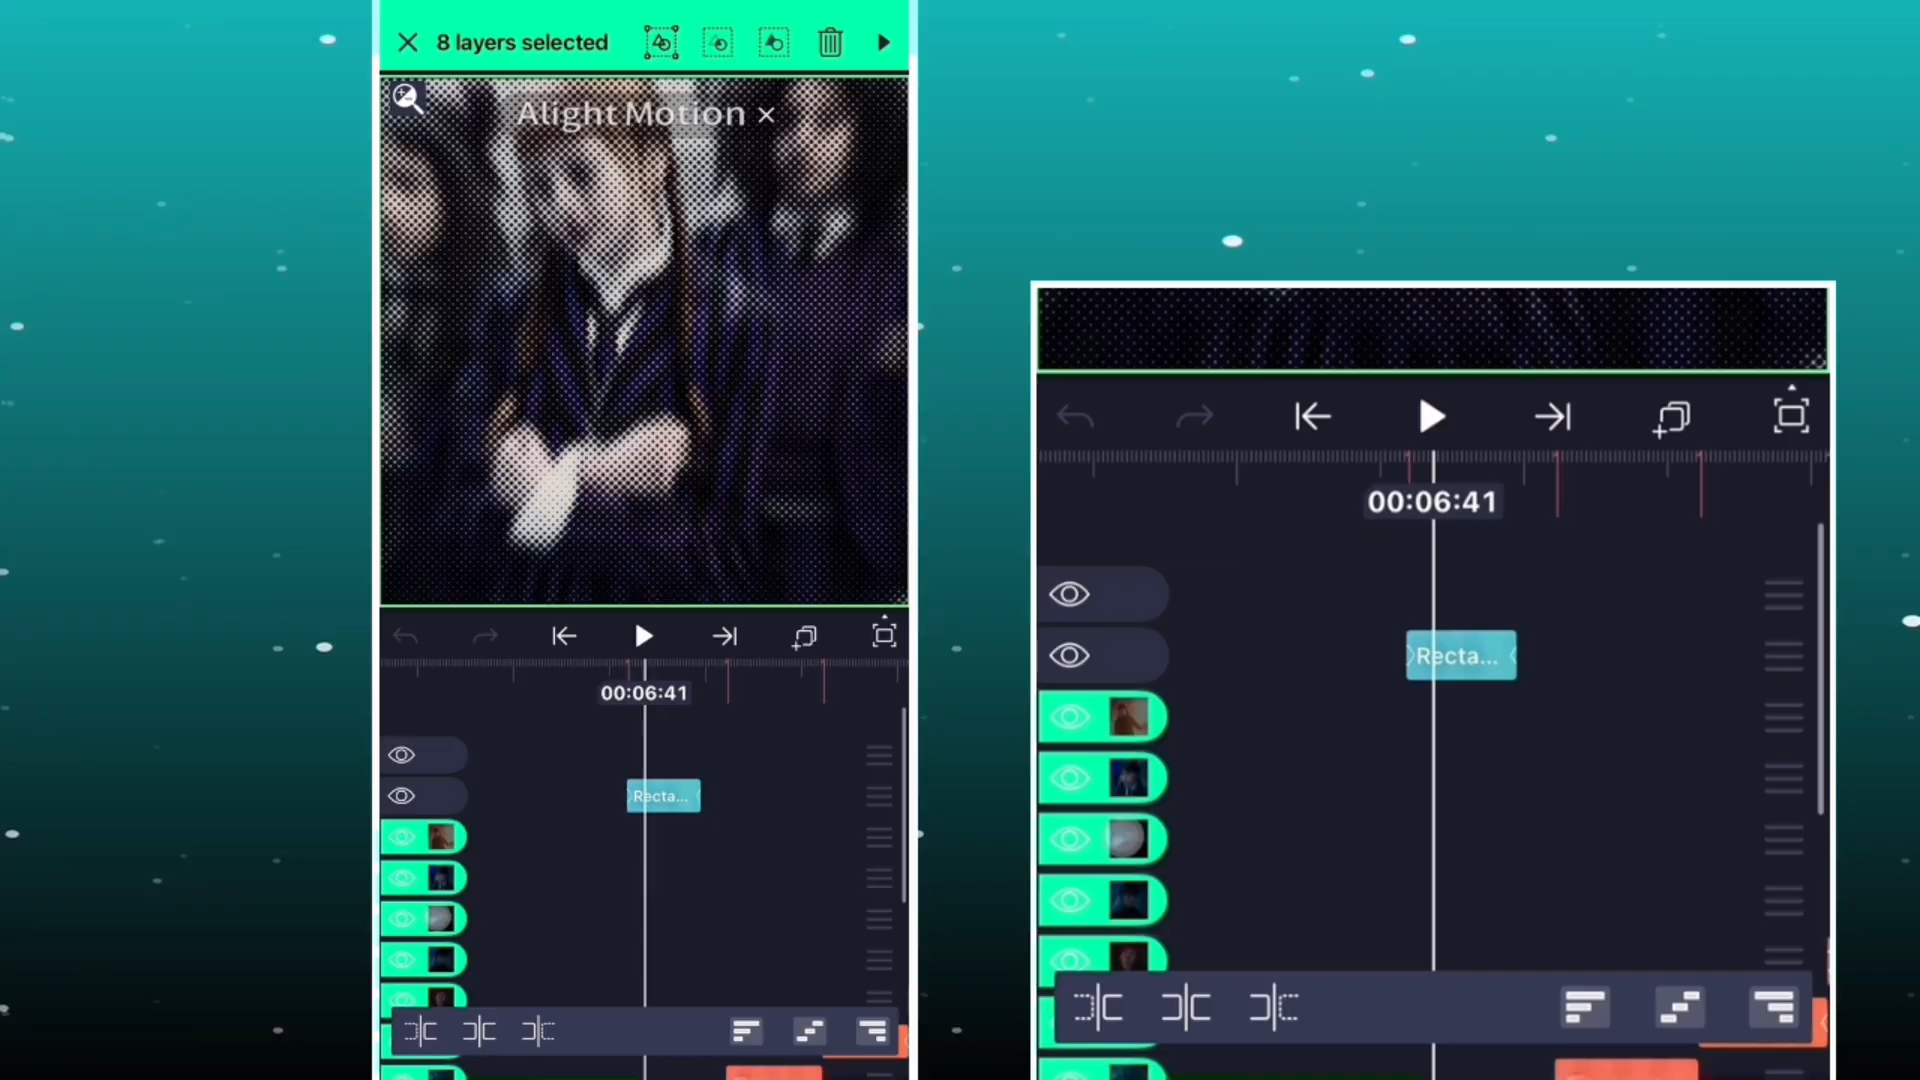 8 layers selected
Alight Motion ×
00:06:41
Recta...
00:06:41
Recta...